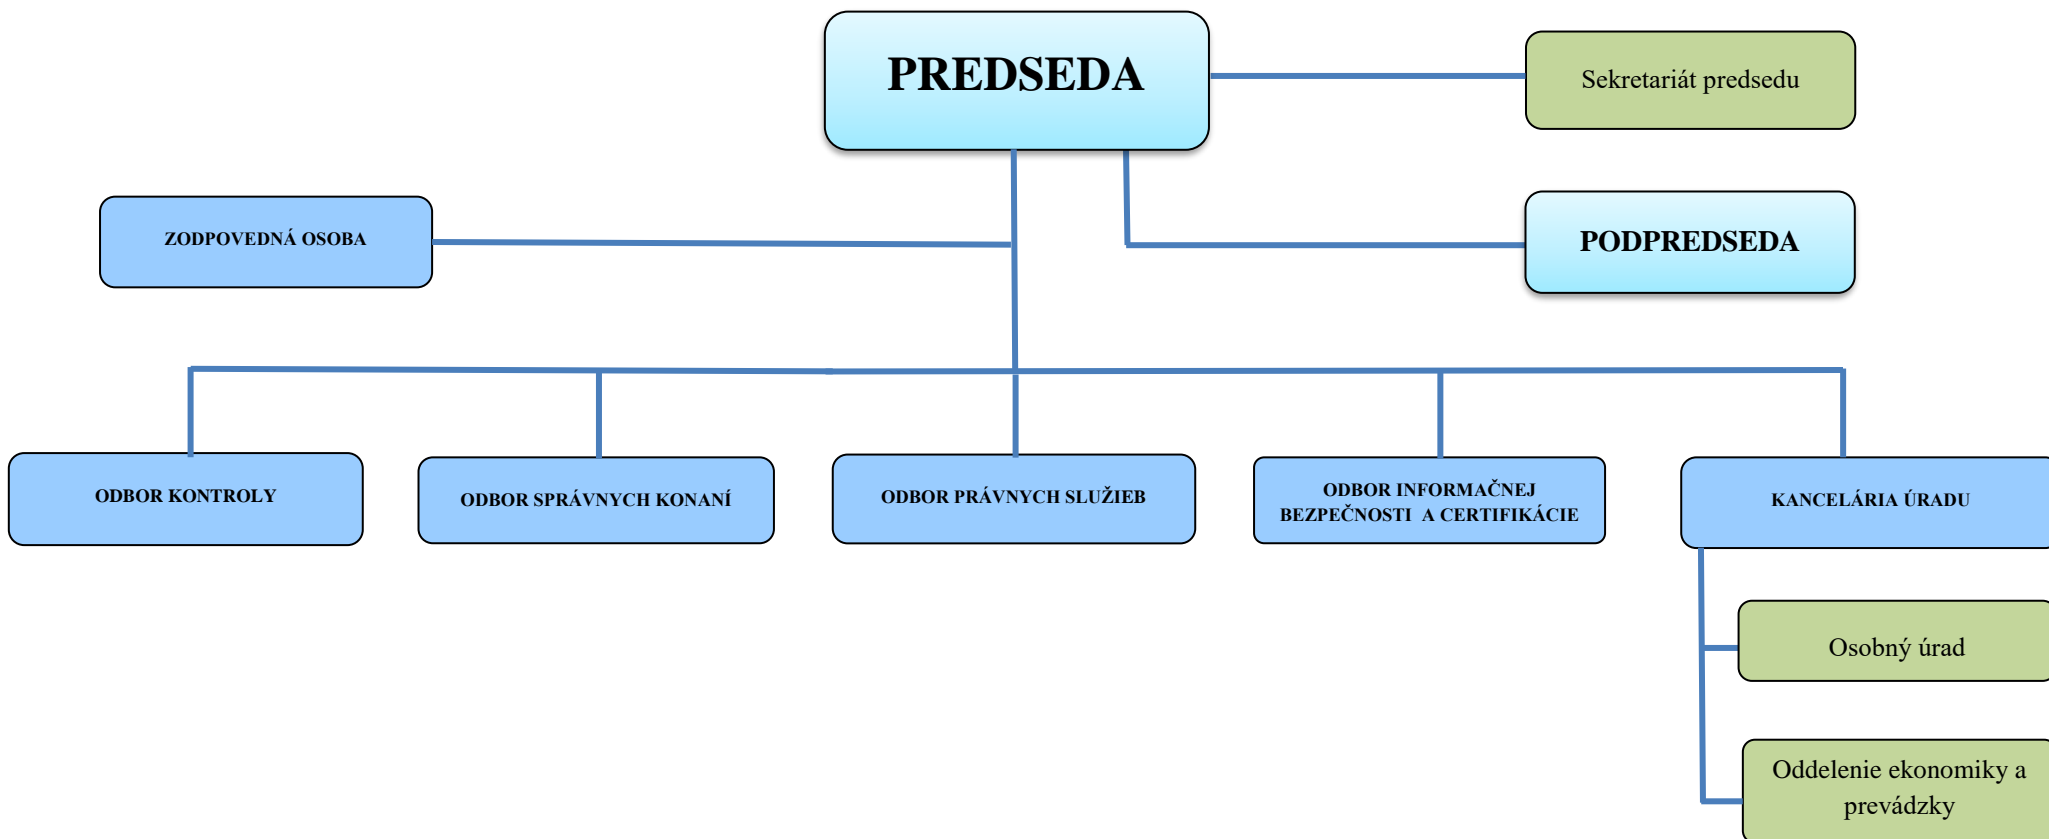 PREDSEDA
Sekretariát predsedu
ZODPOVEDNÁ OSOBA
PODPREDSEDA
ODBOR KONTROLY
ODBOR SPRÁVNYCH KONANÍ
ODBOR PRÁVNYCH SLUŽIEB
ODBOR INFORMAČNEJ
BEZPEČNOSTI A CERTIFIKÁCIE
KANCELÁRIA ÚRADU
Osobný úrad
Oddelenie ekonomiky a
prevádzky